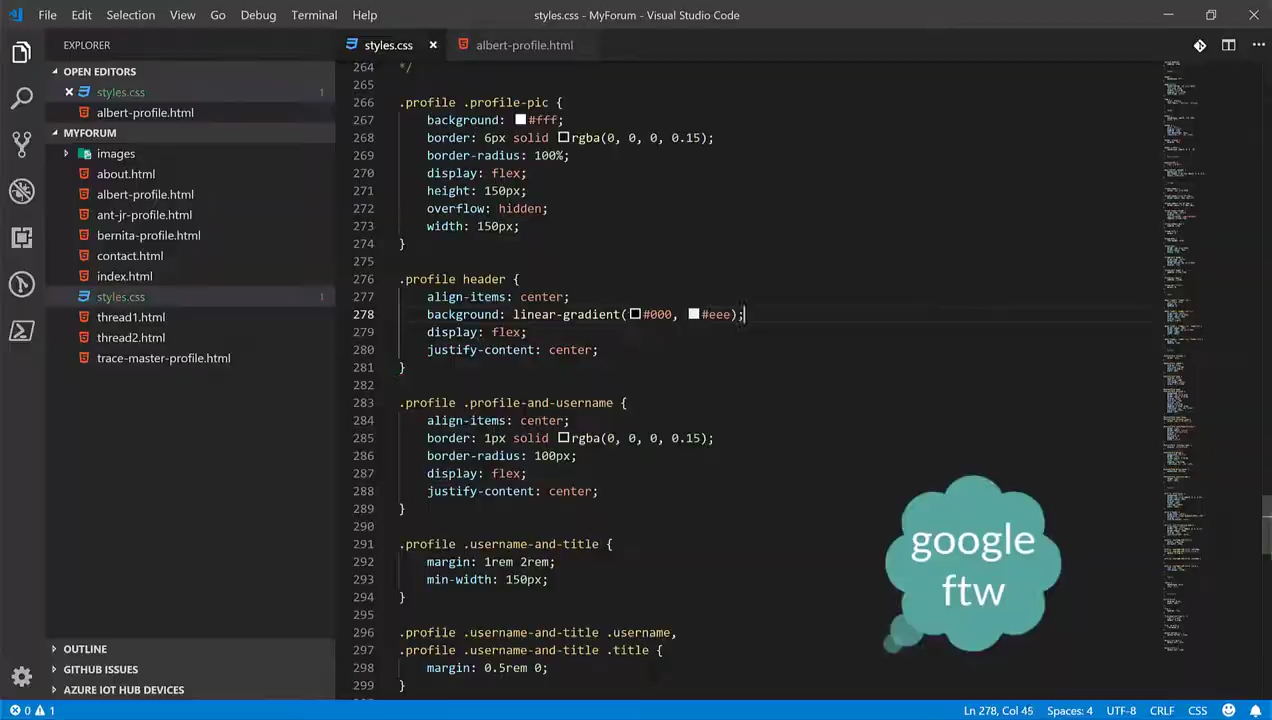 File Edit Selection View Go Debug Terminal Help styles.css - MyForum - Visual Studio Code
EXPLORER
styles.css
albert-profile.html
OPEN EDITORS
styles.css 1
albert-profile.html
MYFORUM
images
about.html
albert-profile.html
ant-jr-profile.html
bernita-profile.html
contact.html
index.html
styles.css 1
thread1.html
thread2.html
trace-master-profile.html
OUTLINE
GITHUB ISSUES
AZURE IOT HUB DEVICES
264 */
265
266 .profile .profile-pic {
267 background: #fff;
268 border: 6px solid rgba(0, 0, 0, 0.15);
269 border-radius: 100%;
270 display: flex;
271 height: 150px;
272 overflow: hidden;
273 width: 150px;
274 }
275
276 .profile header {
277 align-items: center;
278 background: linear-gradient(#000, #eee);
279 display: flex;
280 justify-content: center;
281 }
282
283 .profile .profile-and-username {
284 align-items: center;
285 border: 1px solid rgba(0, 0, 0, 0.15);
286 border-radius: 100px;
287 display: flex;
288 justify-content: center;
289 }
290
291 .profile .username-and-title {
292 margin: 1rem 2rem;
293 min-width: 150px;
294 }
295
296 .profile .username-and-title .username,
297 .profile .username-and-title .title {
298 margin: 0.5rem 0;
299 }
google
ftw
0 1
Ln 278, Col 45 Spaces: 4 UTF-8 CRLF CSS